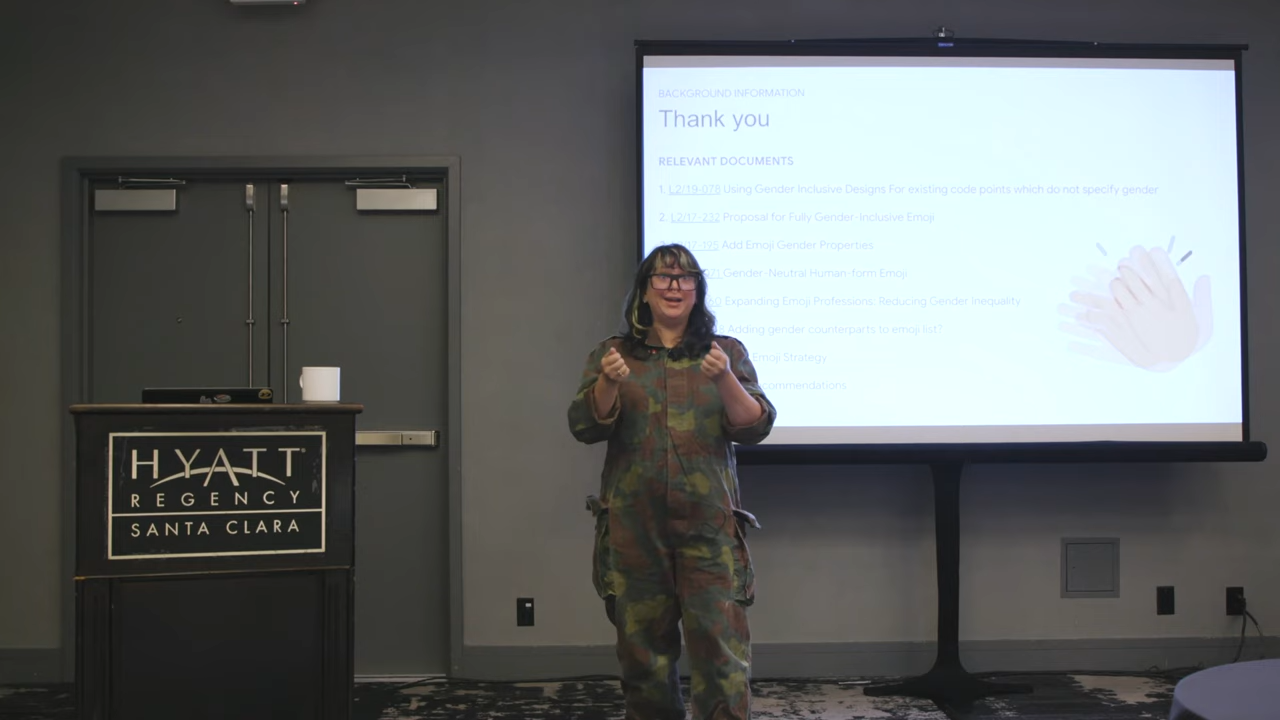 BACKGROUND INFORMATION
Thank you
RELEVANT DOCUMENTS
1. L2/19-078 Using Gender Inclusive Designs For existing code points which do not specify gender
2. L2/17-232 Proposal for Fully Gender-Inclusive Emoji
17-195 Add Emoji Gender Properties
Gender-Neutral Human-form Emoji
Expanding Emoji Professions: Reducing Gender Inequality
Adding gender counterparts to emoji list?
Emoji Strategy
HYATT
REGENCY
SANTA CLARA